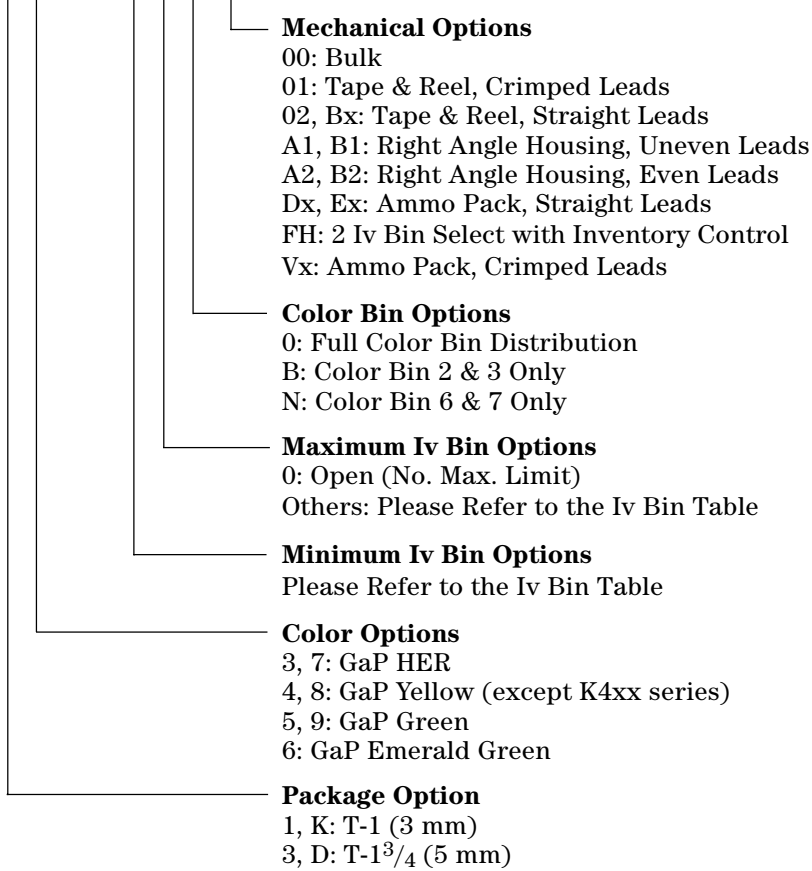 Mechanical Options
00: Bulk
01: Tape & Reel, Crimped Leads
02, Bx: Tape & Reel, Straight Leads
A1, B1: Right Angle Housing, Uneven Leads
A2, B2: Right Angle Housing, Even Leads
Dx, Ex: Ammo Pack, Straight Leads
FH: 2 Iv Bin Select with Inventory Control
Vx: Ammo Pack, Crimped Leads
Color Bin Options
0: Full Color Bin Distribution
B: Color Bin 2 & 3 Only
N: Color Bin 6 & 7 Only
Maximum Iv Bin Options
0: Open (No. Max. Limit)
Others: Please Refer to the Iv Bin Table
Minimum Iv Bin Options
Please Refer to the Iv Bin Table
Color Options
3, 7: GaP HER
4, 8: GaP Yellow (except K4xx series)
5, 9: GaP Green
6: GaP Emerald Green
Package Option
1, K: T-1 (3 mm)
3, D: T-1 3/4 (5 mm)